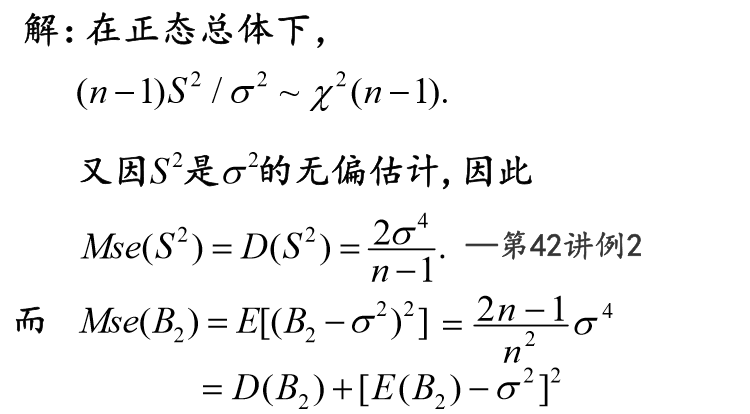 解:在正态总体下,
(n−1)S² / σ² ~ χ²(n−1).
又因S²是σ²的无偏估计,因此
Mse(S²) = D(S²) = \frac{2σ⁴}{n−1}. —第42讲例2
而 Mse(B₂) = E[(B₂−σ²)²] = \frac{2n−1}{n²}σ⁴
= D(B₂)+[E(B₂)−σ²]²